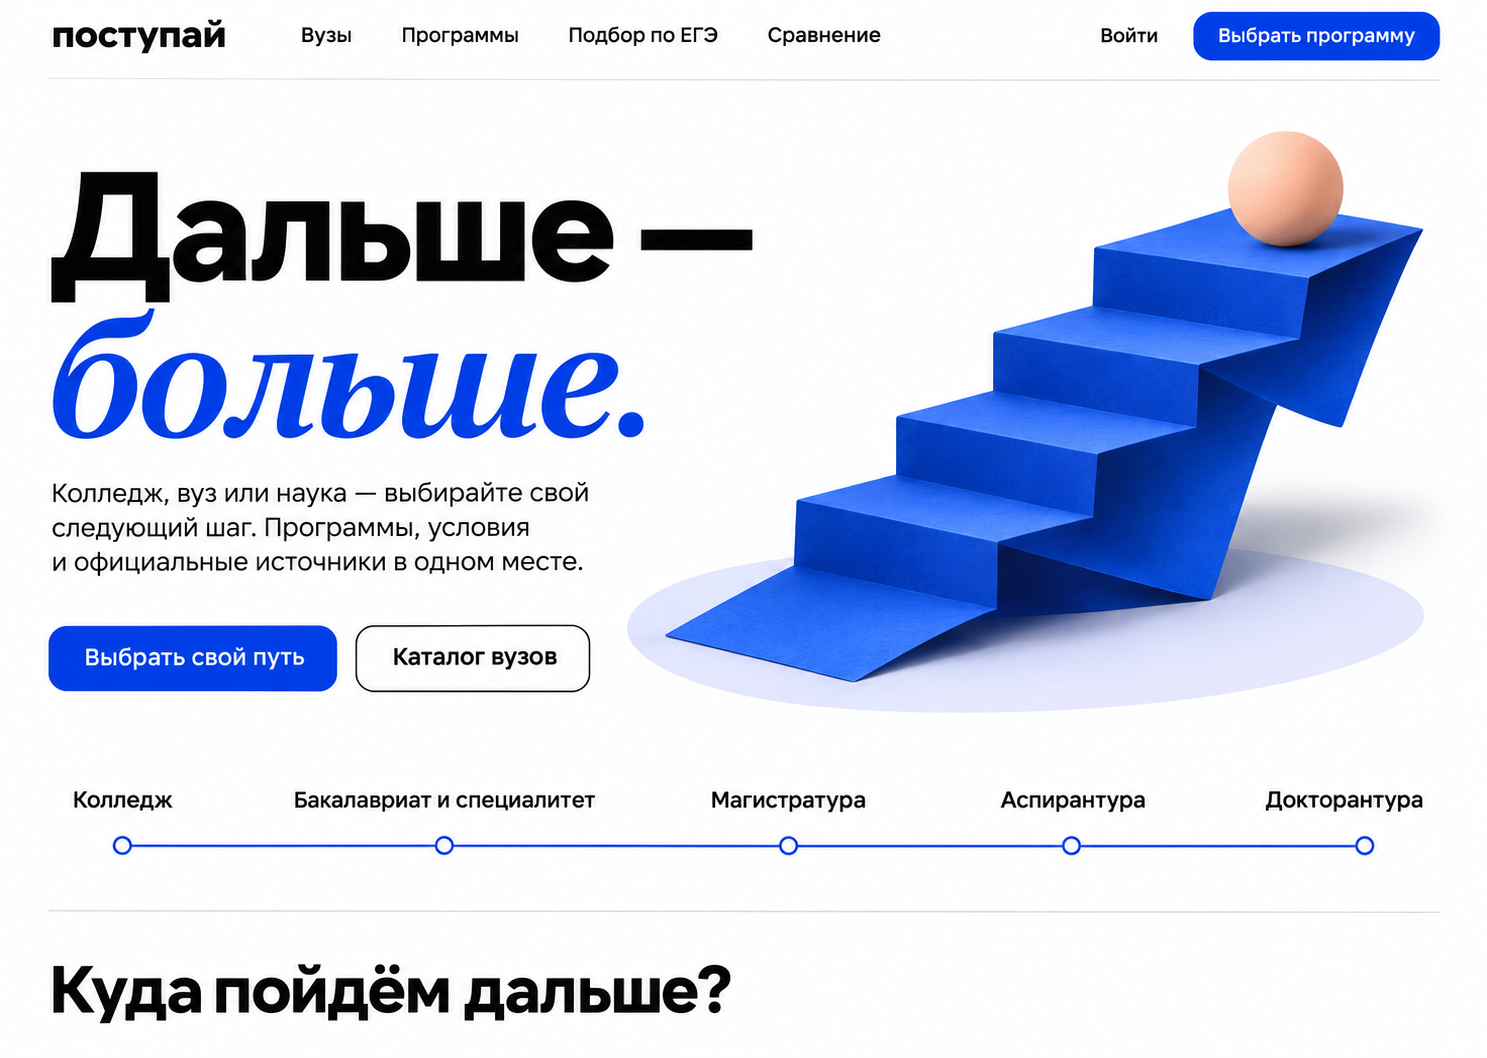 поступай
Вузы
Программы
Подбор по ЕГЭ
Сравнение
Войти
Выбрать программу
Дальше —
больше.
Колледж, вуз или наука — выбирайте свой
следующий шаг. Программы, условия
и официальные источники в одном месте.
Выбрать свой путь
Каталог вузов
Колледж
Бакалавриат и специалитет
Магистратура
Аспирантура
Докторантура
Куда пойдём дальше?